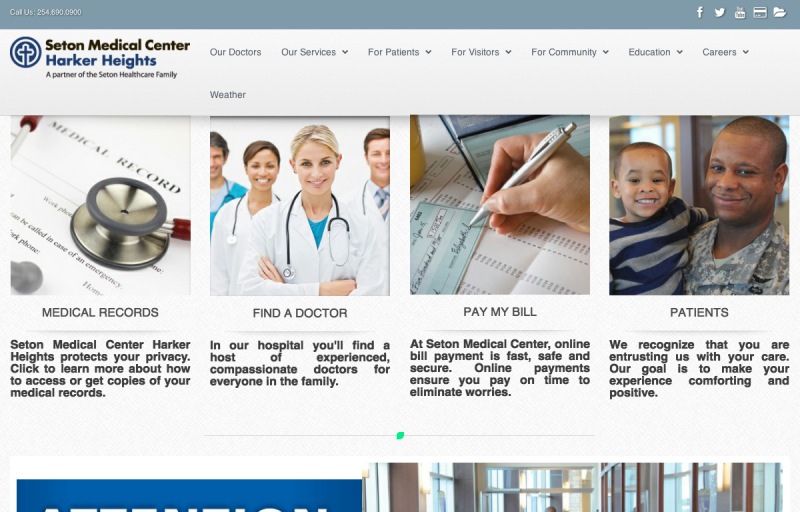 Call Us: 254.690.0900
Seton Medical Center
Harker Heights
A partner of the Seton Healthcare Family
Our Doctors
Our Services
For Patients
For Visitors
For Community
Education
Careers
Weather
MEDICAL RECORD
MEDICAL RECORDS
Seton Medical Center Harker
Heights protects your privacy.
Click to learn more about how
to access or get copies of your
medical records.
FIND A DOCTOR
In our hospital you'll find a
host of experienced,
compassionate doctors for
everyone in the family.
PAY MY BILL
At Seton Medical Center, online
bill payment is fast, safe and
secure. Online payments
ensure you pay on time to
eliminate worries.
PATIENTS
We recognize that you are
entrusting us with your care.
Our goal is to make your
experience comforting and
positive.
ATTENTION